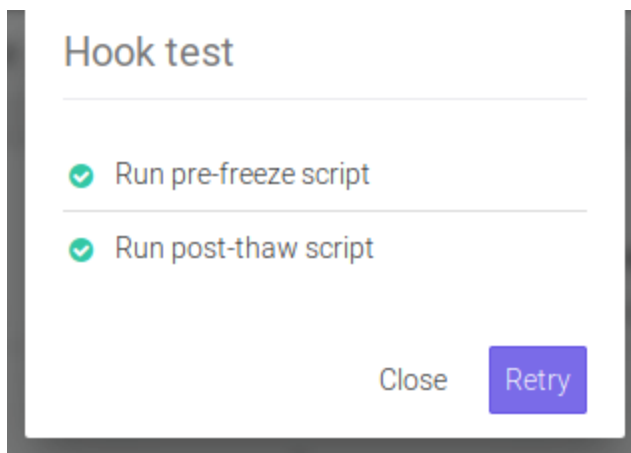 Hook test
Run pre-freeze script
Run post-thaw script
Close Retry